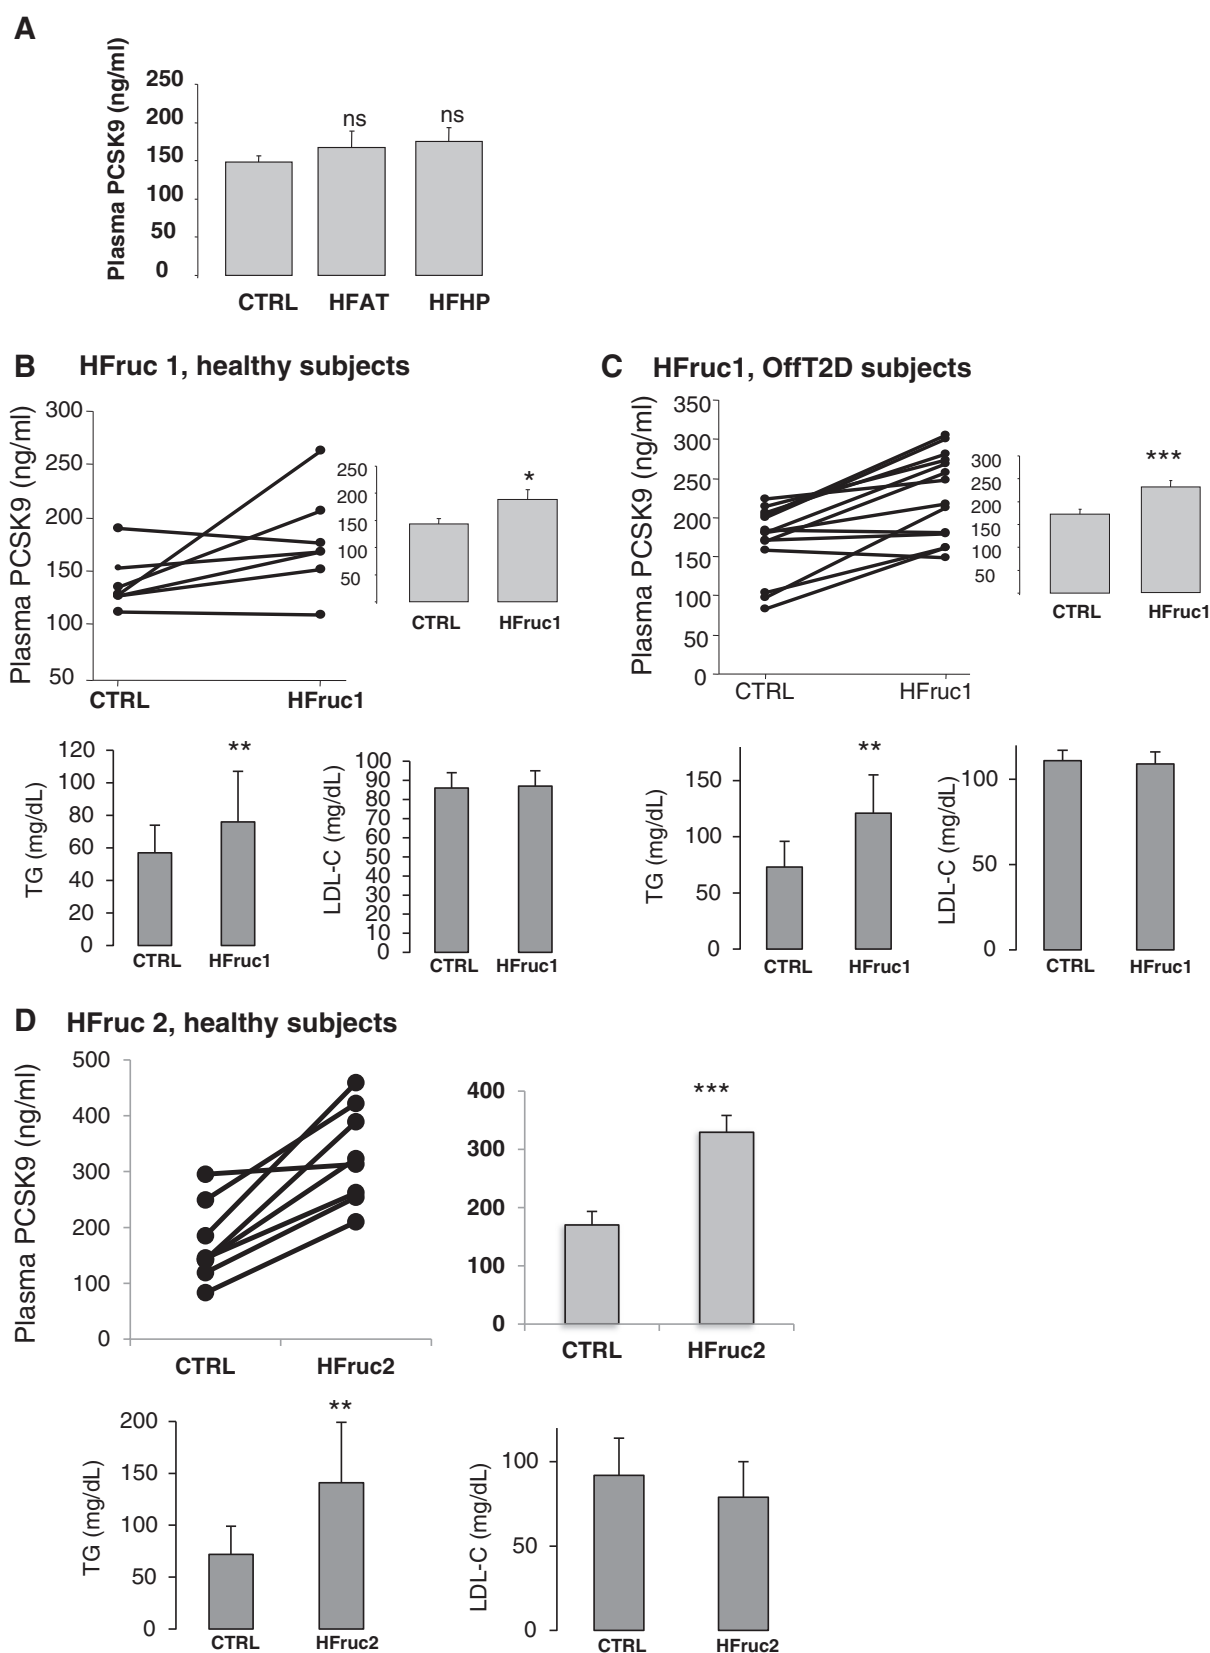 A
Plasma PCSK9 (ng/ml)
250
200
150
100
50
0
ns
ns
CTRL HFAT HFHP
B HFruc 1, healthy subjects
Plasma PCSK9 (ng/ml)
300
250
200
150
100
50
CTRL HFruc1
250
200
150
100
50
*
CTRL HFruc1
TG (mg/dL)
120
100
80
60
40
20
0
**
CTRL HFruc1
LDL-C (mg/dL)
100
90
80
70
60
50
40
30
20
10
0
CTRL HFruc1
C HFruc1, OffT2D subjects
Plasma PCSK9 (ng/ml)
350
300
250
200
150
100
50
0
CTRL HFruc1
300
250
200
150
100
50
***
CTRL HFruc1
TG (mg/dL)
150
100
50
0
**
CTRL HFruc1
LDL-C (mg/dL)
100
50
0
CTRL HFruc1
D HFruc 2, healthy subjects
Plasma PCSK9 (ng/ml)
500
400
300
200
100
0
CTRL HFruc2
400
300
200
100
0
***
CTRL HFruc2
TG (mg/dL)
200
150
100
50
0
**
CTRL HFruc2
LDL-C (mg/dL)
100
50
0
CTRL HFruc2